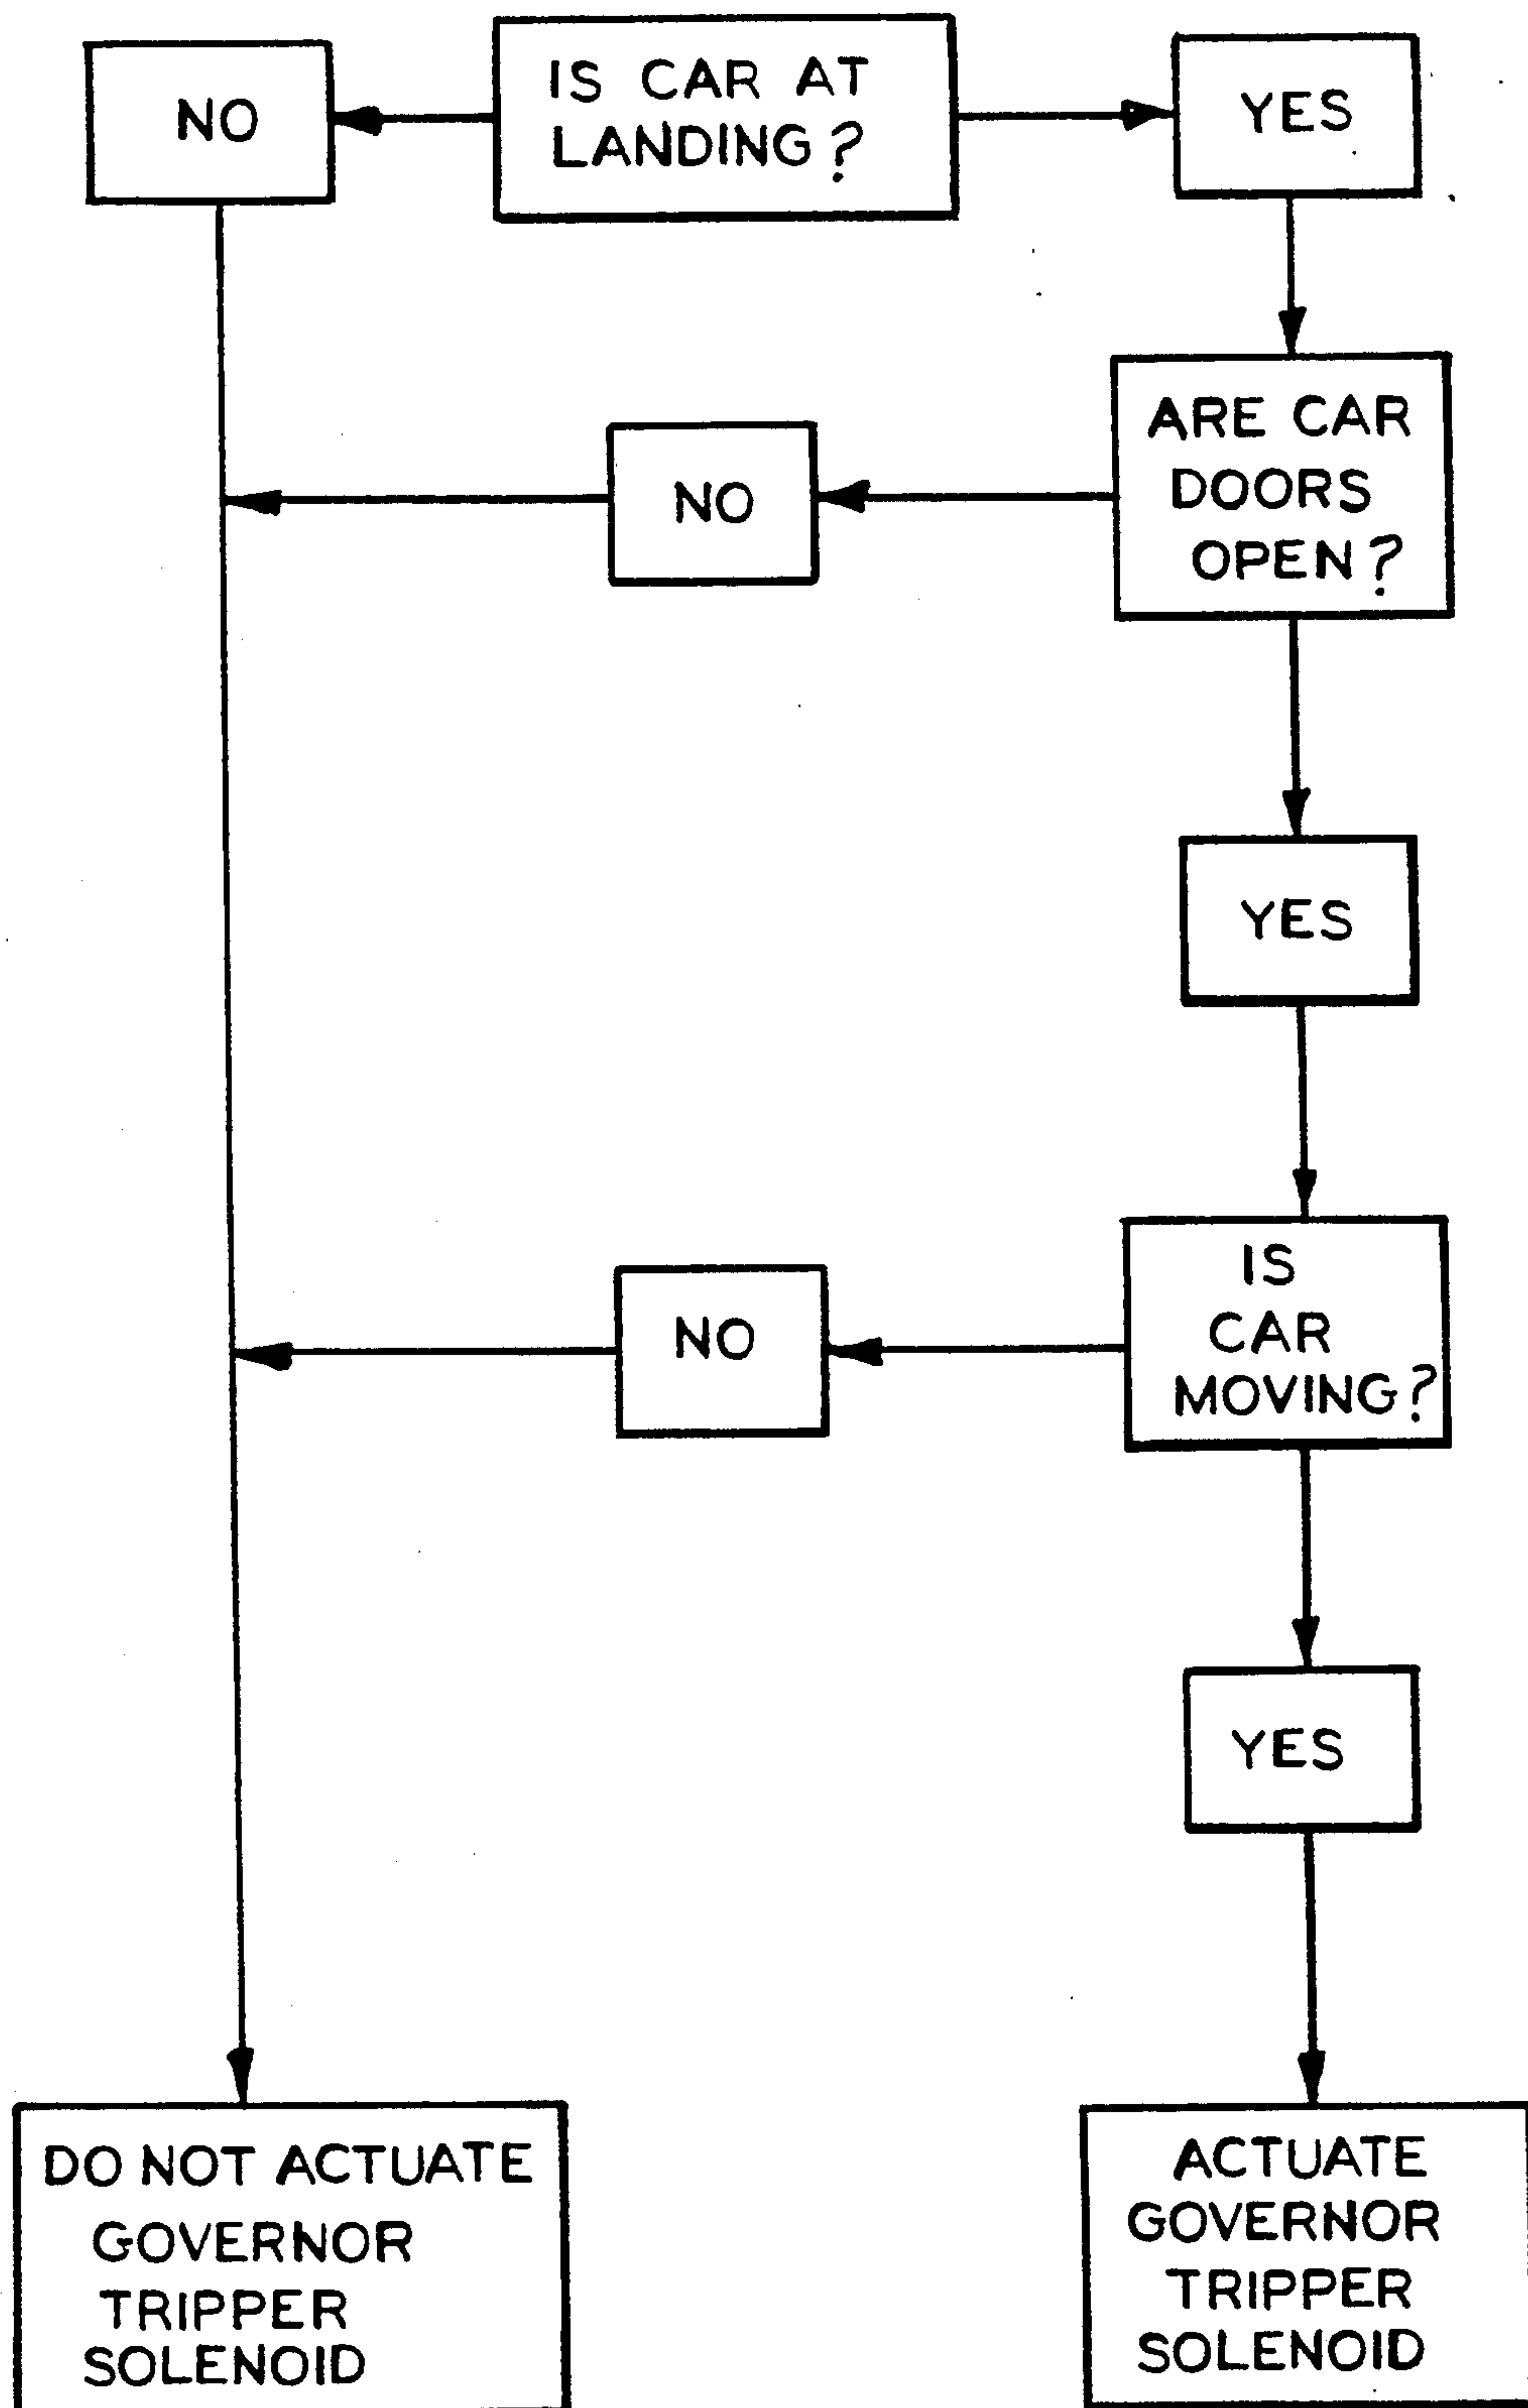 NO
IS CAR AT
LANDING?
YES
ARE CAR
DOORS
OPEN?
NO
YES
IS
CAR
MOVING?
NO
YES
DO NOT ACTUATE
GOVERNOR
TRIPPER
SOLENOID
ACTUATE
GOVERNOR
TRIPPER
SOLENOID